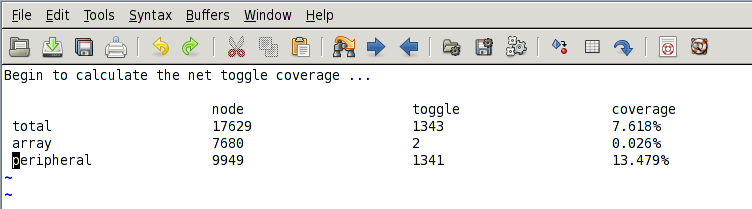 File Edit Tools Syntax Buffers Window Help
Begin to calculate the net toggle coverage ...
node toggle coverage
total 17629 1343 7.618%
array 7680 2 0.026%
peripheral 9949 1341 13.479%
~
~